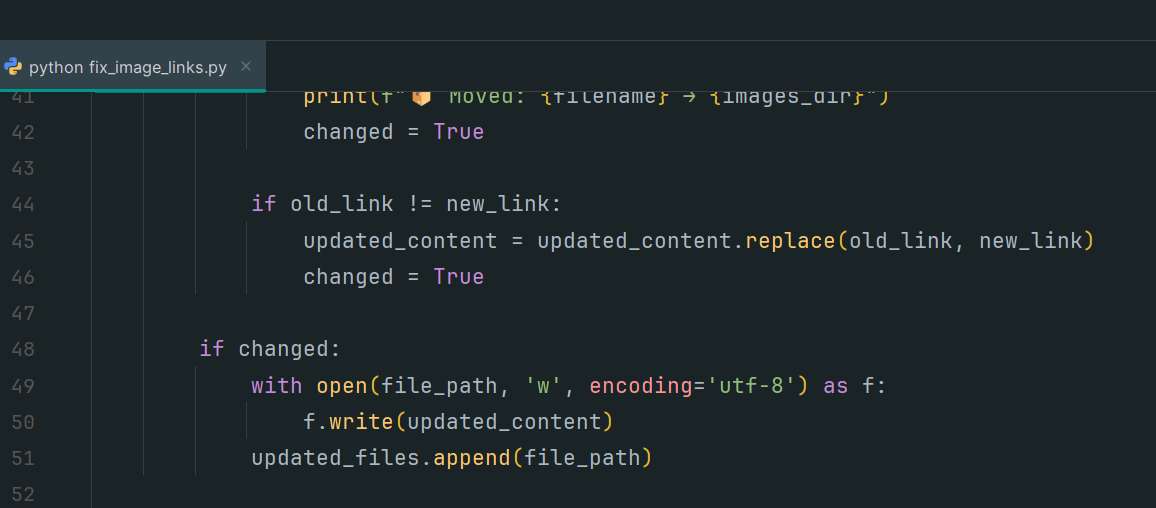 python fix_image_links.py ×
41 print(f"📦 Moved: {filename} → {images_dir}")
42 changed = True
43
44 if old_link != new_link:
45 updated_content = updated_content.replace(old_link, new_link)
46 changed = True
47
48 if changed:
49 with open(file_path, 'w', encoding='utf-8') as f:
50 f.write(updated_content)
51 updated_files.append(file_path)
52